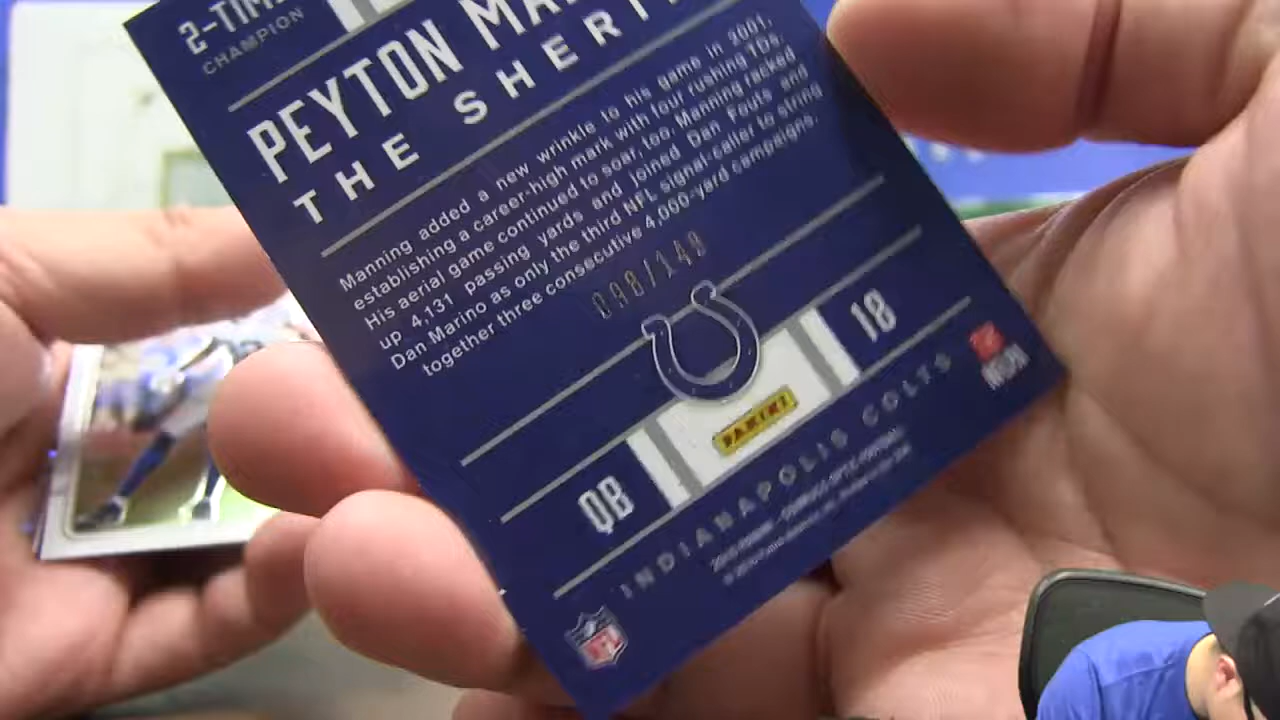 2-TIM
CHAMPION
PEYTON MA
THE SHERI
Manning added a new wrinkle to his game in 2001,
establishing a career-high mark with four rushing TDs.
His aerial game continued to soar, too. Manning racked
up 4,131 passing yards and joined Dan Fouts and
Dan Marino as only the third NFL signal-caller to string
together three consecutive 4,000-yard campaigns.
098/149
18
PANINI
QB
INDIANAPOLIS COLTS
NFL